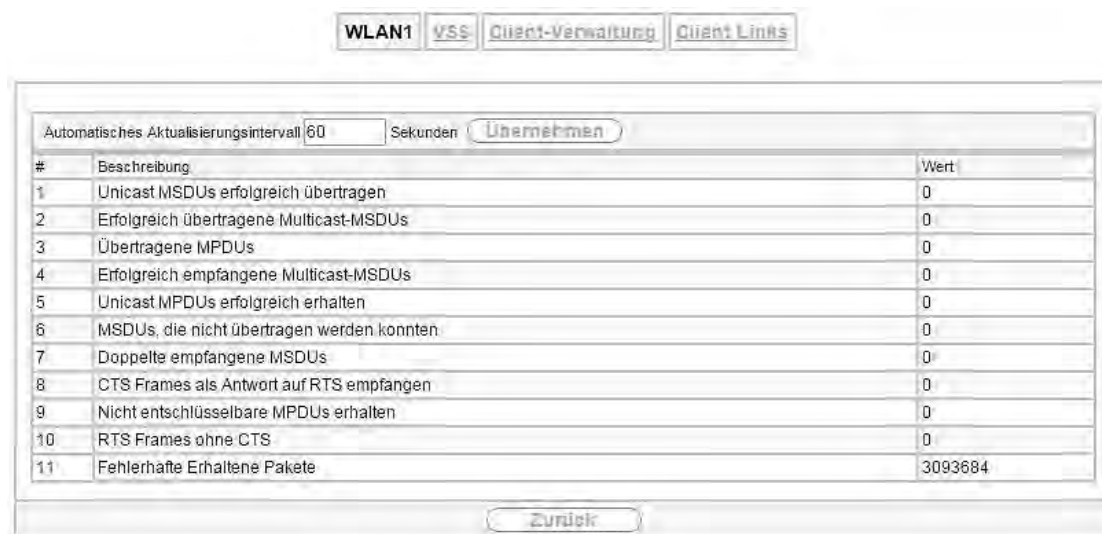 WLAN1 VSS Client-Verwaltung Client Links
Automatisches Aktualisierungsintervall 60 Sekunden Übernehmen
# Beschreibung Wert
1 Unicast MSDUs erfolgreich übertragen 0
2 Erfolgreich übertragene Multicast-MSDUs 0
3 Übertragene MPDUs 0
4 Erfolgreich empfangene Multicast-MSDUs 0
5 Unicast MPDUs erfolgreich erhalten 0
6 MSDUs, die nicht übertragen werden konnten 0
7 Doppelte empfangene MSDUs 0
8 CTS Frames als Antwort auf RTS empfangen 0
9 Nicht entschlüsselbare MPDUs erhalten 0
10 RTS Frames ohne CTS 0
11 Fehlerhafte Erhaltene Pakete 3093684
Zurück